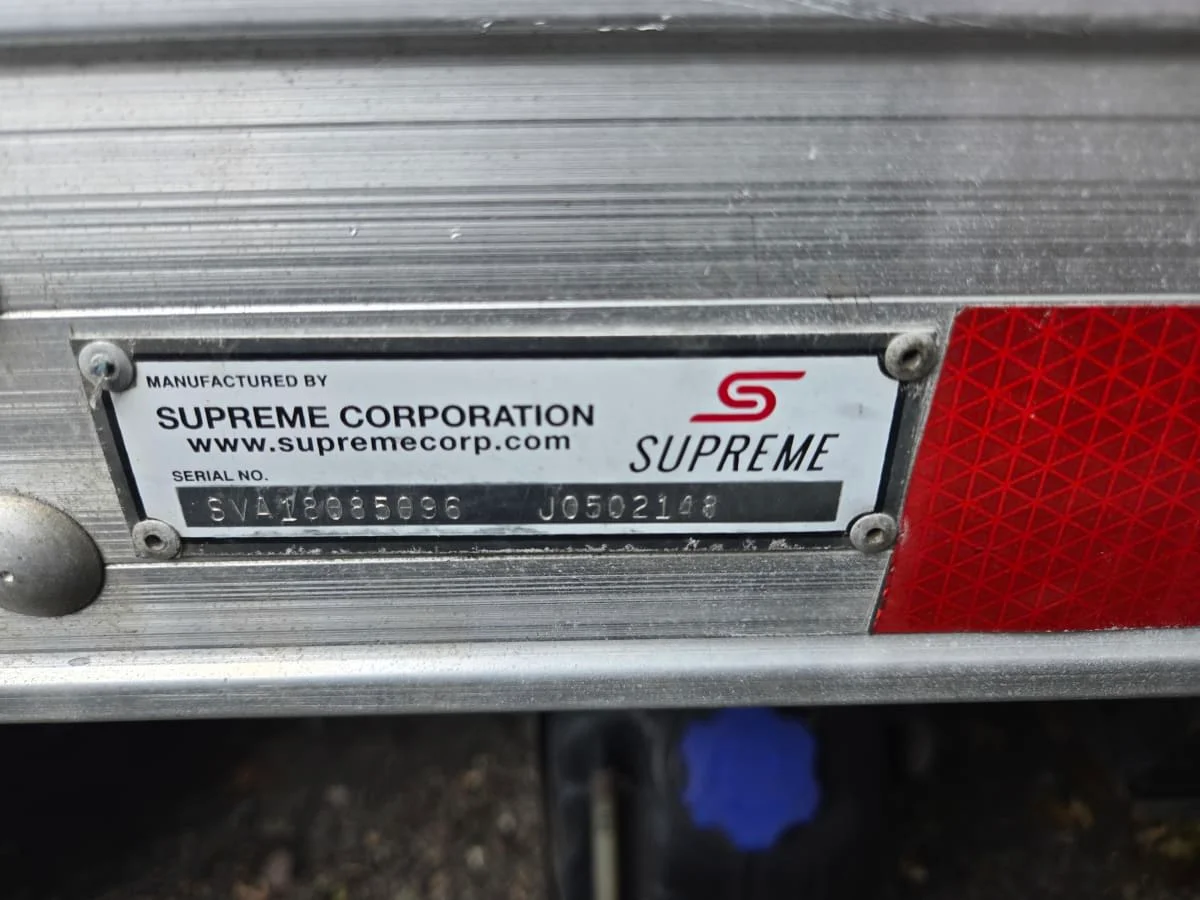 MANUFACTURED BY
SUPREME CORPORATION
www.supremecorp.com
SUPREME
SERIAL NO.
SVA18085096 J0502148